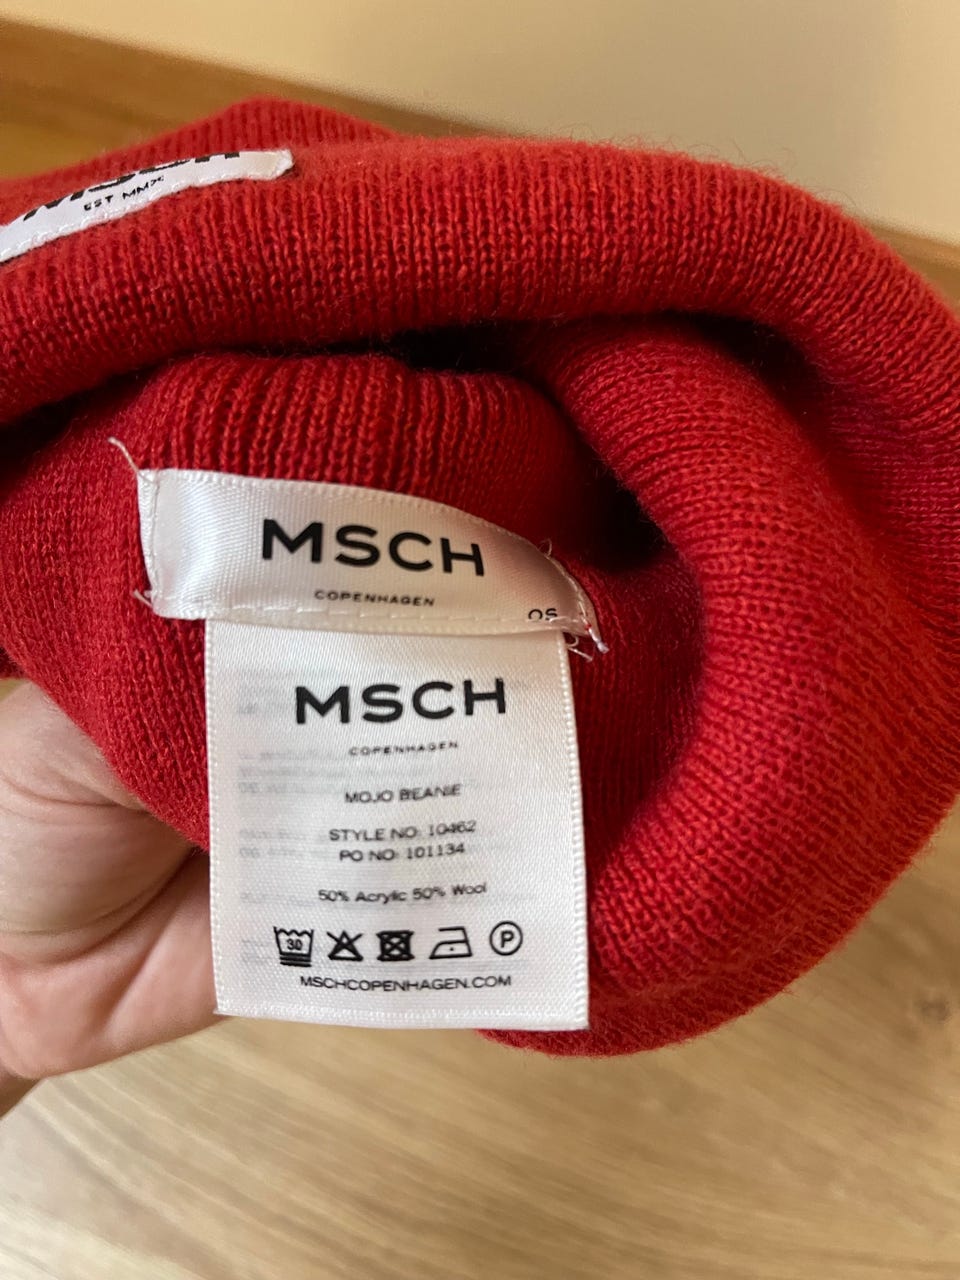 EST MMX
MSCH
COPENHAGEN
OS
MSCH
COPENHAGEN
MOJO BEANIE
STYLE NO: 10462
PO NO: 101134
50% Acrylic 50% Wool
30
P
MSCHCOPENHAGEN.COM